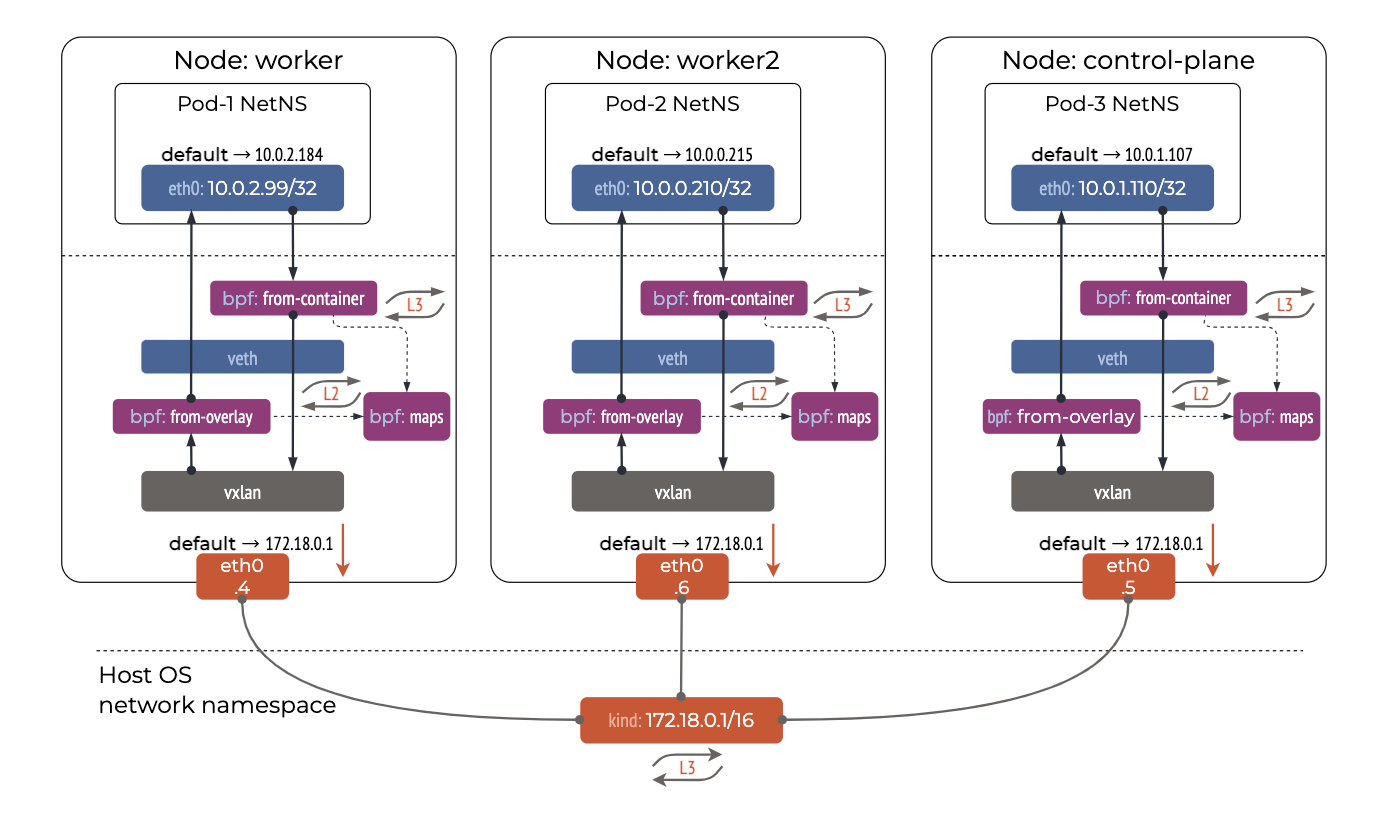 Node: worker
Pod-1 NetNS
default → 10.0.2.184
eth0: 10.0.2.99/32
bpf: from-container
L3
veth
L2
bpf: from-overlay
bpf: maps
vxlan
default → 172.18.0.1
eth0
.4
Node: worker2
Pod-2 NetNS
default → 10.0.0.215
eth0: 10.0.0.210/32
bpf: from-container
L3
veth
L2
bpf: from-overlay
bpf: maps
vxlan
default → 172.18.0.1
eth0
.6
Node: control-plane
Pod-3 NetNS
default → 10.0.1.107
eth0: 10.0.1.110/32
bpf: from-container
L3
veth
L2
bpf: from-overlay
bpf: maps
vxlan
default → 172.18.0.1
eth0
.5
Host OS
network namespace
kind: 172.18.0.1/16
L3